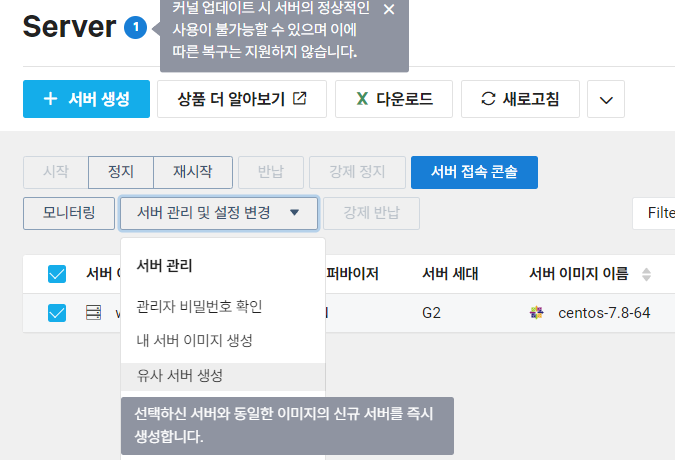 Server 1
커널 업데이트 시 서버의 정상적인
사용이 불가능할 수 있으며 이에
따른 복구는 지원하지 않습니다.
+ 서버 생성
상품 더 알아보기
X 다운로드
새로고침
시작
정지
재시작
반납
강제 정지
서버 접속 콘솔
모니터링
서버 관리 및 설정 변경
강제 반납
Filte
서버
퍼바이저
서버 세대
서버 이미지 이름
G2
centos-7.8-64
서버 관리
관리자 비밀번호 확인
내 서버 이미지 생성
유사 서버 생성
선택하신 서버와 동일한 이미지의 신규 서버를 즉시
생성합니다.